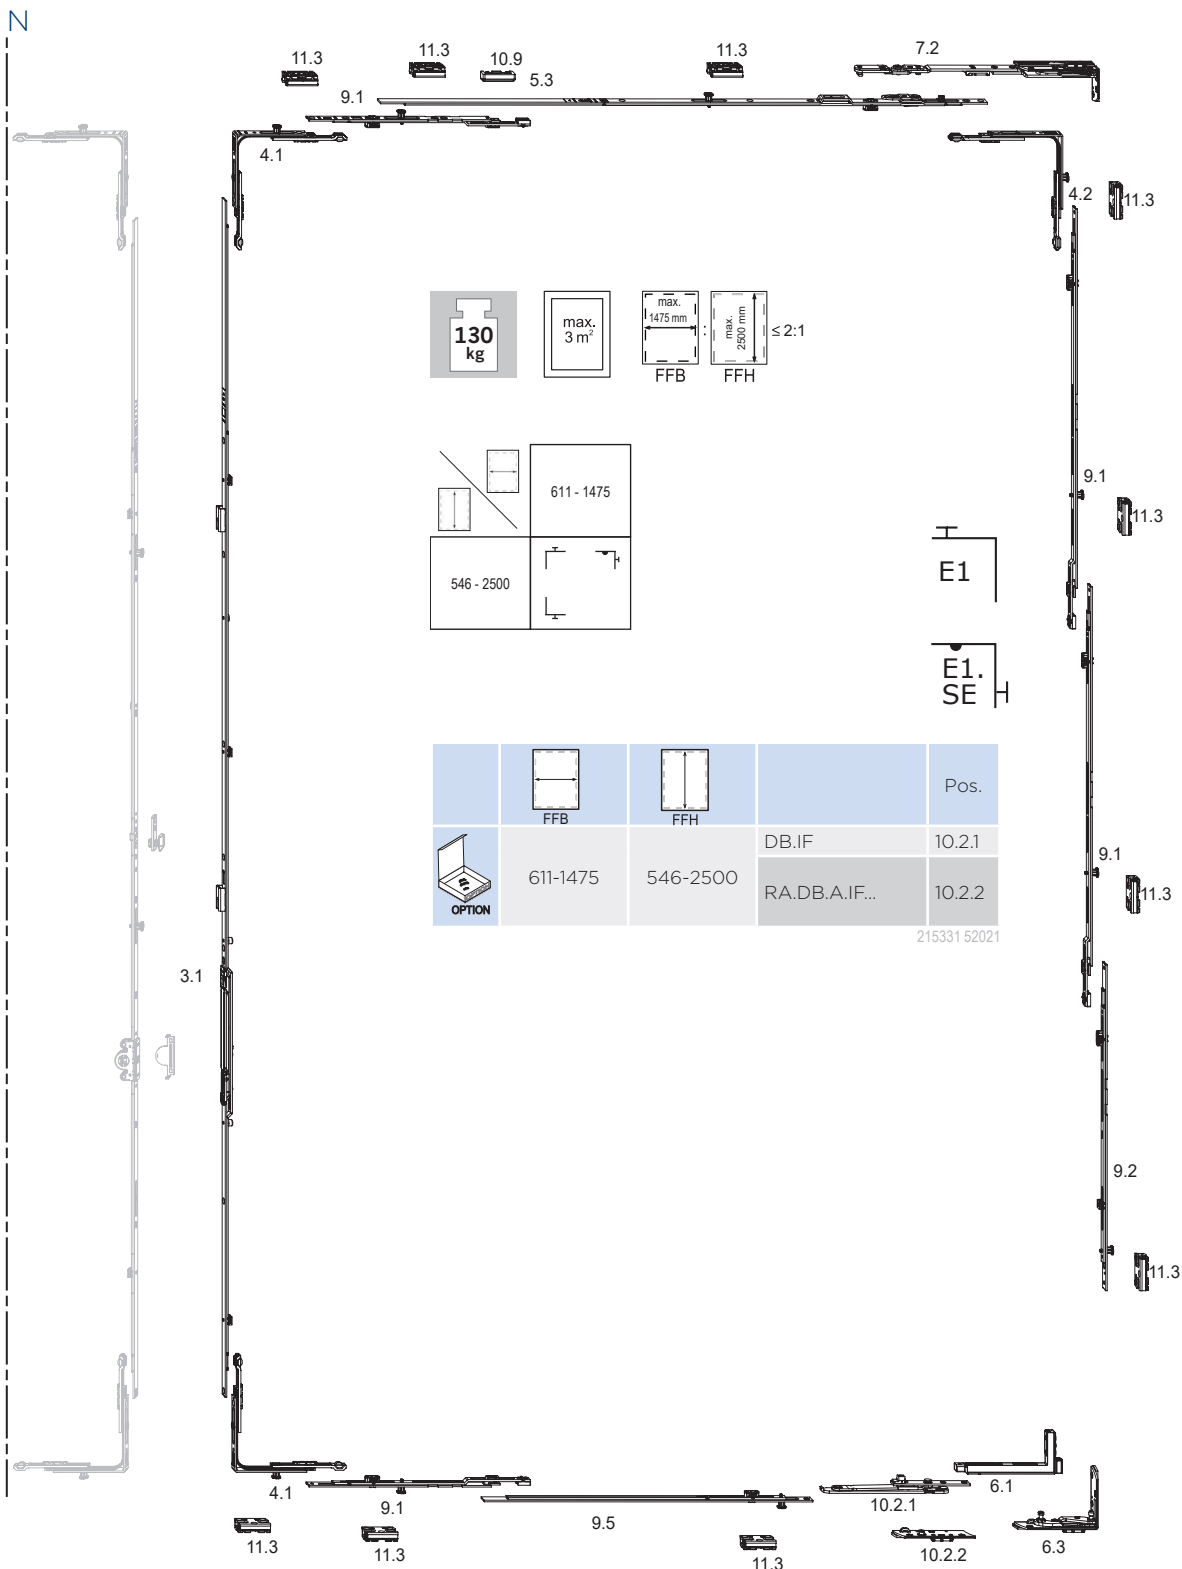 N
11.3
11.3
10.9
5.3
11.3
7.2
9.1
4.1
4.2
11.3
130
kg
max.
3 m²
max.
1475 mm
FFB
:
max.
2500 mm
FFH
≤ 2:1
611 - 1475
546 - 2500
9.1
11.3
E1
E1.
SE
FFB
FFH
Pos.
OPTION
611-1475
546-2500
DB.IF
10.2.1
RA.DB.A.IF...
10.2.2
215331 52021
9.1
11.3
3.1
9.2
11.3
4.1
9.1
9.5
10.2.1
6.1
11.3
11.3
11.3
10.2.2
6.3